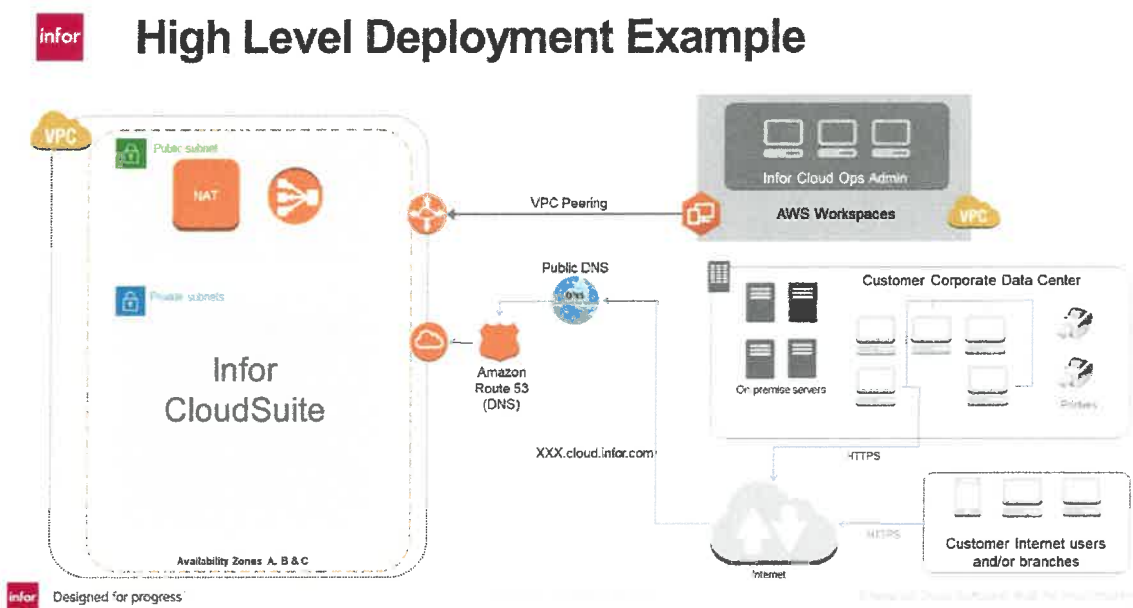 infor
High Level Deployment Example
VPC
Public subnet
NAT
Infor Cloud Ops Admin
VPC Peering
AWS Workspaces
VPC
Public DNS
DNS
Customer Corporate Data Center
Private subnets
On premise servers
Printers
Infor
CloudSuite
Amazon
Route 53
(DNS)
XXX.cloud.infor.com
HTTPS
HTTPS
Customer Internet users
and/or branches
Internet
Availability Zones A, B & C
infor
Designed for progress